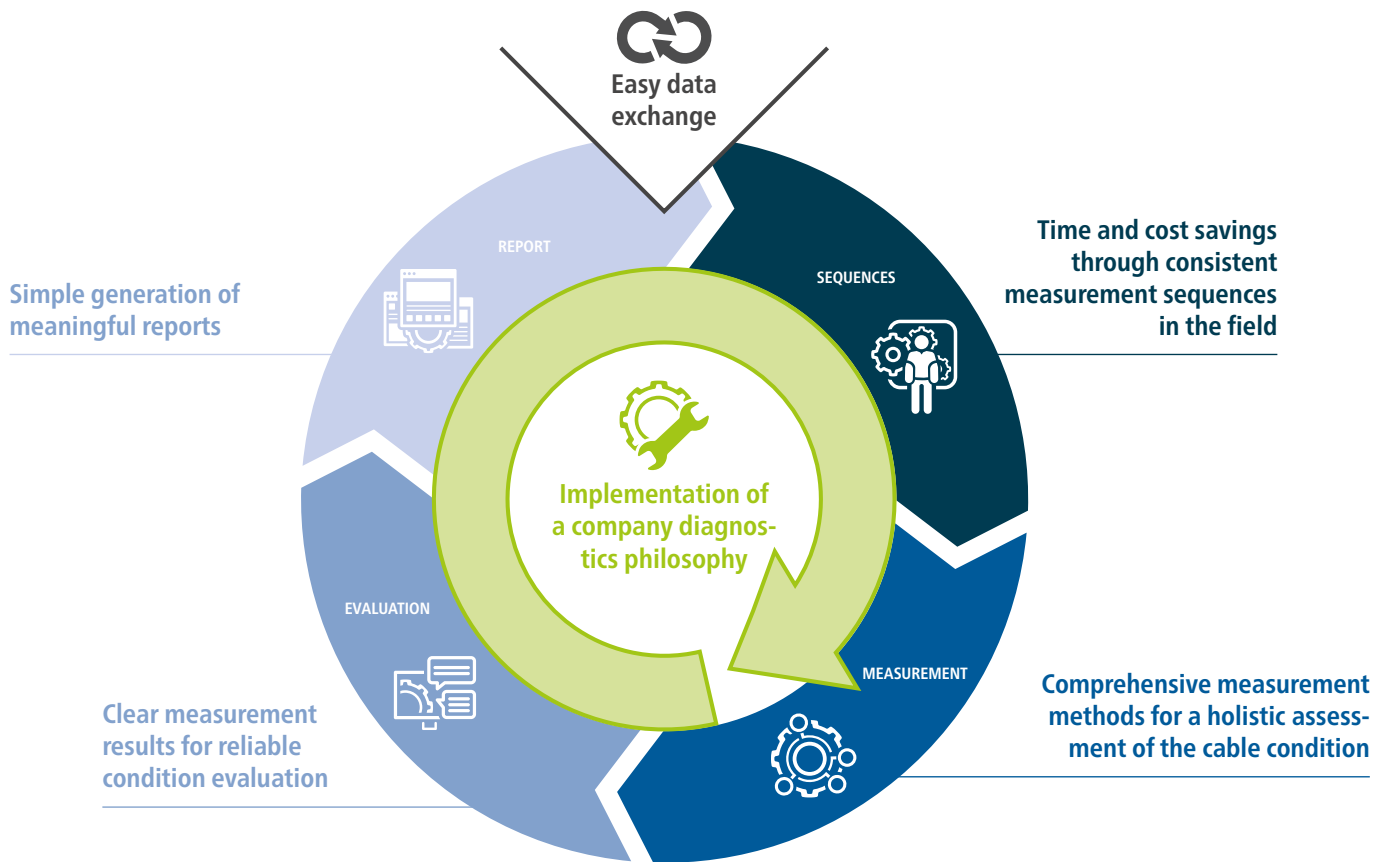 Easy data
exchange
REPORT
SEQUENCES
Time and cost savings
through consistent
measurement sequences
in the field
Simple generation of
meaningful reports
Implementation of
a company diagnos-
tics philosophy
EVALUATION
MEASUREMENT
Comprehensive measurement
methods for a holistic assess-
ment of the cable condition
Clear measurement
results for reliable
condition evaluation